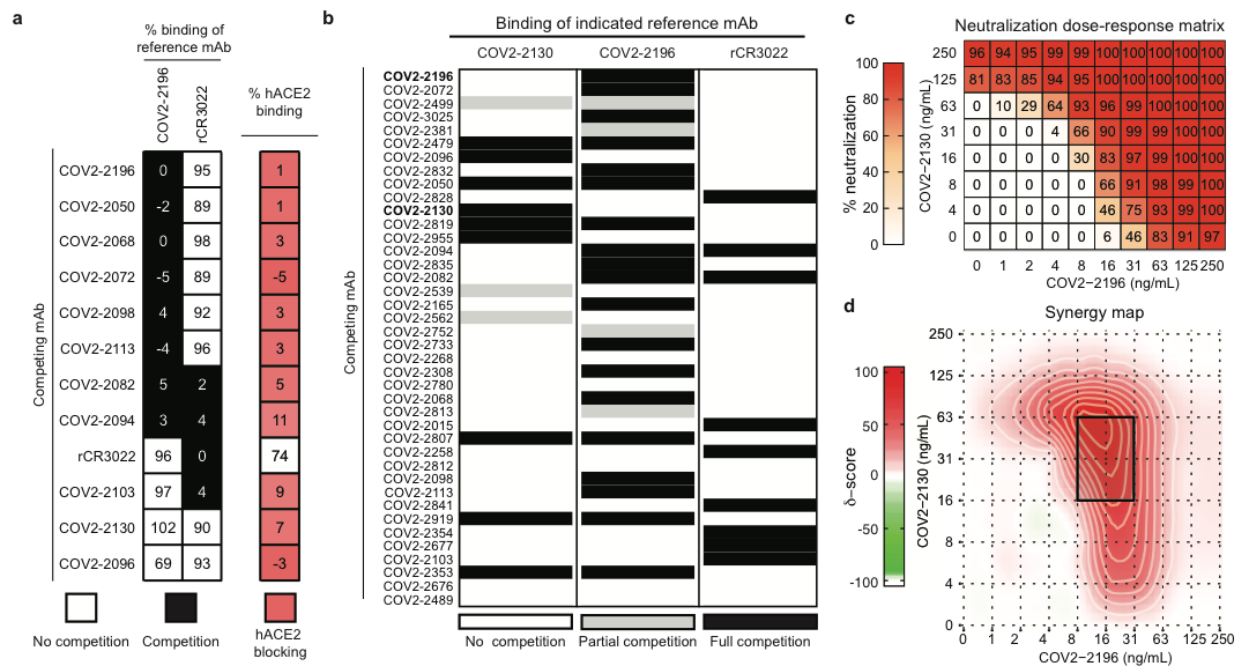 a
% binding of
reference mAb
COV2-2196
rCR3022
% hACE2
binding
Competing mAb
COV2-2196 0 95 1
COV2-2050 -2 89 1
COV2-2068 0 98 3
COV2-2072 -5 89 -5
COV2-2098 4 92 3
COV2-2113 -4 96 3
COV2-2082 5 2 5
COV2-2094 3 4 11
rCR3022 96 0 74
COV2-2103 97 4 9
COV2-2130 102 90 7
COV2-2096 69 93 -3
No competition
Competition
hACE2
blocking
b
Binding of indicated reference mAb
COV2-2130 COV2-2196 rCR3022
Competing mAb
COV2-2196
COV2-2072
COV2-2499
COV2-3025
COV2-2381
COV2-2479
COV2-2096
COV2-2832
COV2-2050
COV2-2828
COV2-2130
COV2-2819
COV2-2955
COV2-2094
COV2-2835
COV2-2082
COV2-2539
COV2-2165
COV2-2562
COV2-2752
COV2-2733
COV2-2268
COV2-2308
COV2-2780
COV2-2068
COV2-2813
COV2-2015
COV2-2807
COV2-2258
COV2-2812
COV2-2098
COV2-2113
COV2-2841
COV2-2919
COV2-2354
COV2-2677
COV2-2103
COV2-2353
COV2-2676
COV2-2489
No competition
Partial competition
Full competition
c
Neutralization dose-response matrix
% neutralization
100
80
60
40
20
0
COV2−2130 (ng/mL)
250 96 94 95 99 99 100 100 100 100 100
125 81 83 85 94 95 100 100 100 100 100
63 0 10 29 64 93 96 99 100 100 100
31 0 0 0 4 66 90 99 99 100 100
16 0 0 0 0 30 83 97 99 100 100
8 0 0 0 0 0 66 91 98 99 100
4 0 0 0 0 0 46 75 93 99 100
0 0 0 0 0 0 6 46 83 91 97
0 1 2 4 8 16 31 63 125 250
COV2−2196 (ng/mL)
d
Synergy map
δ−score
100
50
0
-50
-100
COV2−2130 (ng/mL)
250
125
63
31
16
8
4
0
0 1 2 4 8 16 31 63 125 250
COV2−2196 (ng/mL)